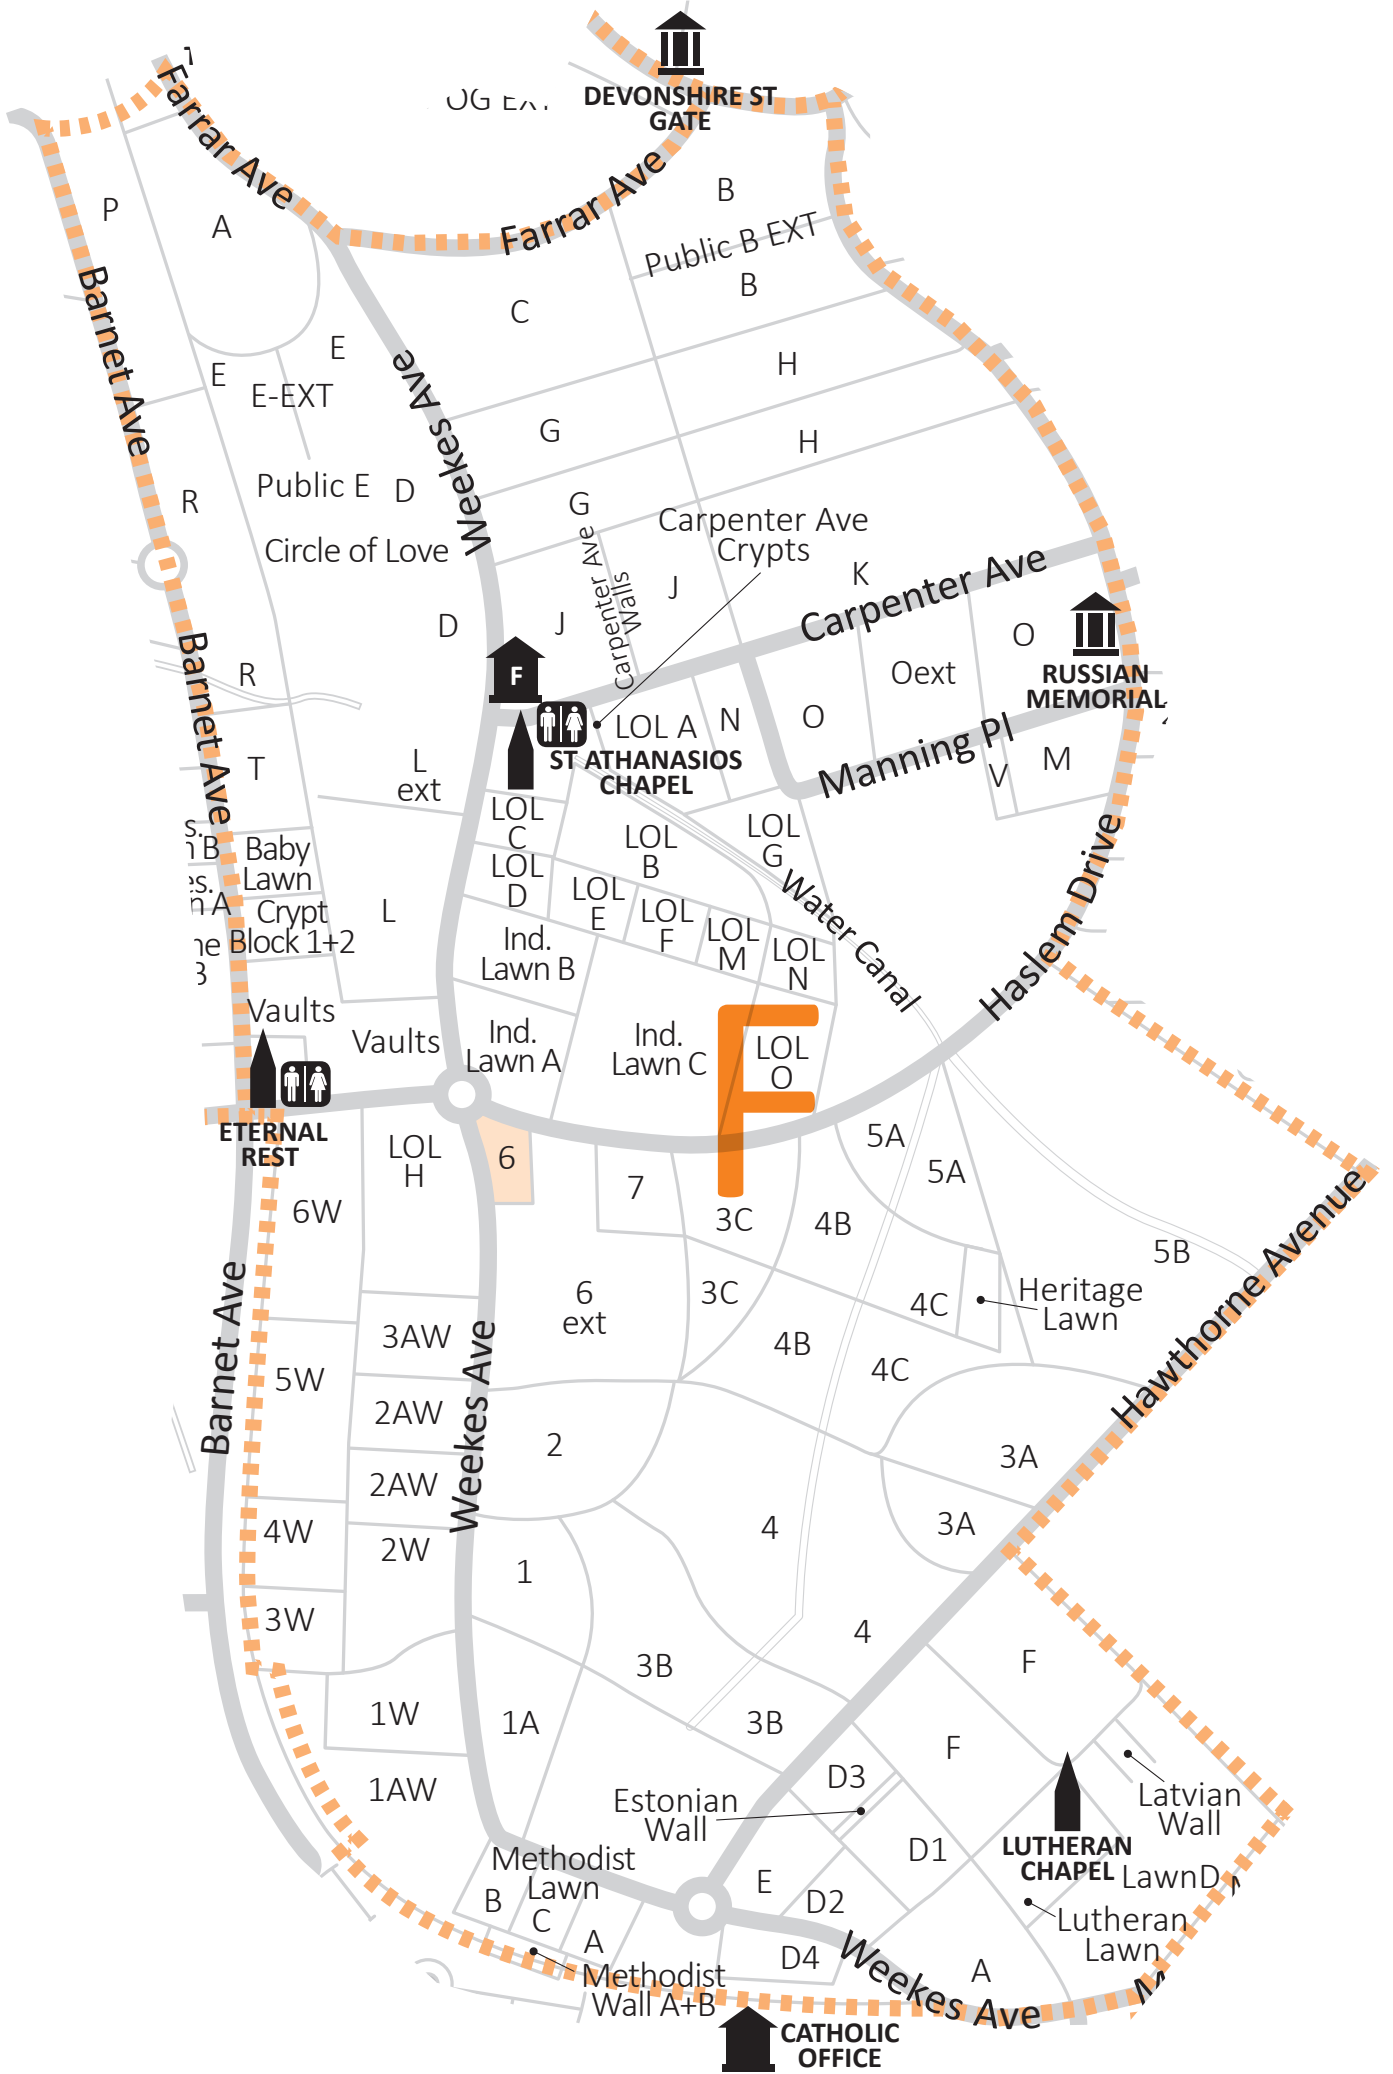 DEVONSHIRE ST
GATE
Farrar Ave
Farrar Ave
P
A
B
Public B EXT
B
Barnet Ave
C
E
E
E-EXT
Weekes Ave
H
G
H
Public E
D
R
G
Carpenter Ave
Crypts
Circle of Love
Carpenter Ave
Walls
J
K
Carpenter Ave
D
J
O
F
Oext
RUSSIAN
MEMORIAL
Barnet Ave
R
LOL A
N
O
Manning Pl
ST ATHANASIOS
CHAPEL
T
L
ext
V
M
LOL
C
LOL
B
LOL
G
Baby
Lawn
LOL
D
LOL
E
LOL
F
LOL
M
LOL
N
Water Canal
Haslem Drive
Crypt
Block 1+2
L
Ind.
Lawn B
Vaults
Vaults
Ind.
Lawn A
Ind.
Lawn C
LOL
O
F
ETERNAL
REST
LOL
H
6
7
5A
5A
6W
3C
4B
5B
Barnet Ave
6
ext
3C
4C
Heritage
Lawn
Hawthorne Avenue
3AW
4B
4C
5W
Weekes Ave
2AW
2
3A
2AW
4W
2W
4
3A
1
3W
4
3B
F
1W
1A
3B
F
1AW
D3
Estonian
Wall
Latvian
Wall
D1
LUTHERAN
CHAPEL
Methodist
Lawn
LawnD
E
D2
B
C
A
Lutheran
Lawn
D4
Weekes Ave
A
Methodist
Wall A+B
CATHOLIC
OFFICE